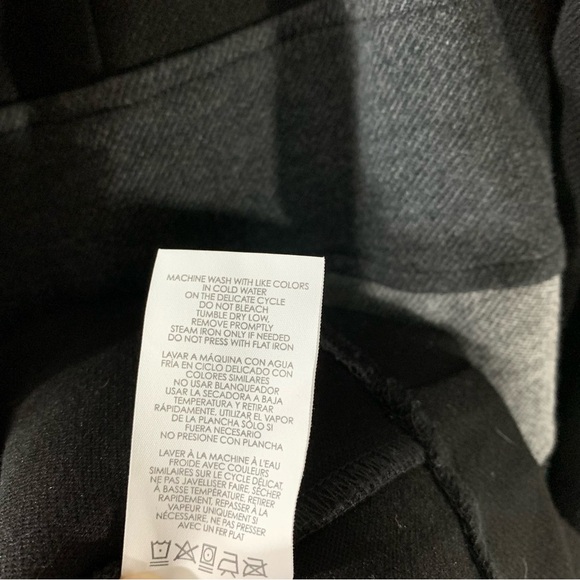 MACHINE WASH WITH LIKE COLORS
IN COLD WATER
ON THE DELICATE CYCLE
DO NOT BLEACH
TUMBLE DRY LOW,
REMOVE PROMPTLY
STEAM IRON ONLY IF NEEDED
DO NOT PRESS WITH FLAT IRON
LAVAR A MÁQUINA CON AGUA
FRÍA EN CICLO DELICADO CON
COLORES SIMILARES
NO USAR BLANQUEADOR
USAR LA SECADORA A BAJA
TEMPERATURA Y RETIRAR
RÁPIDAMENTE, UTILIZAR EL VAPOR
DE LA PLANCHA SÓLO SI
FUERA NECESARIO
NO PRESIONE CON PLANCHA
LAVER À LA MACHINE À L'EAU
FROIDE AVEC COULEURS
SIMILAIRES SUR LE CYCLE DÉLICAT,
NE PAS JAVELLISER FAIRE SÉCHER
À BASSE TEMPÉRATURE, RETIRER
RAPIDEMENT, REPASSER À LA
VAPEUR UNIQUEMENT SI
NÉCESSAIRE, NE PAS PRESSER
AVEC UN FER PLAT